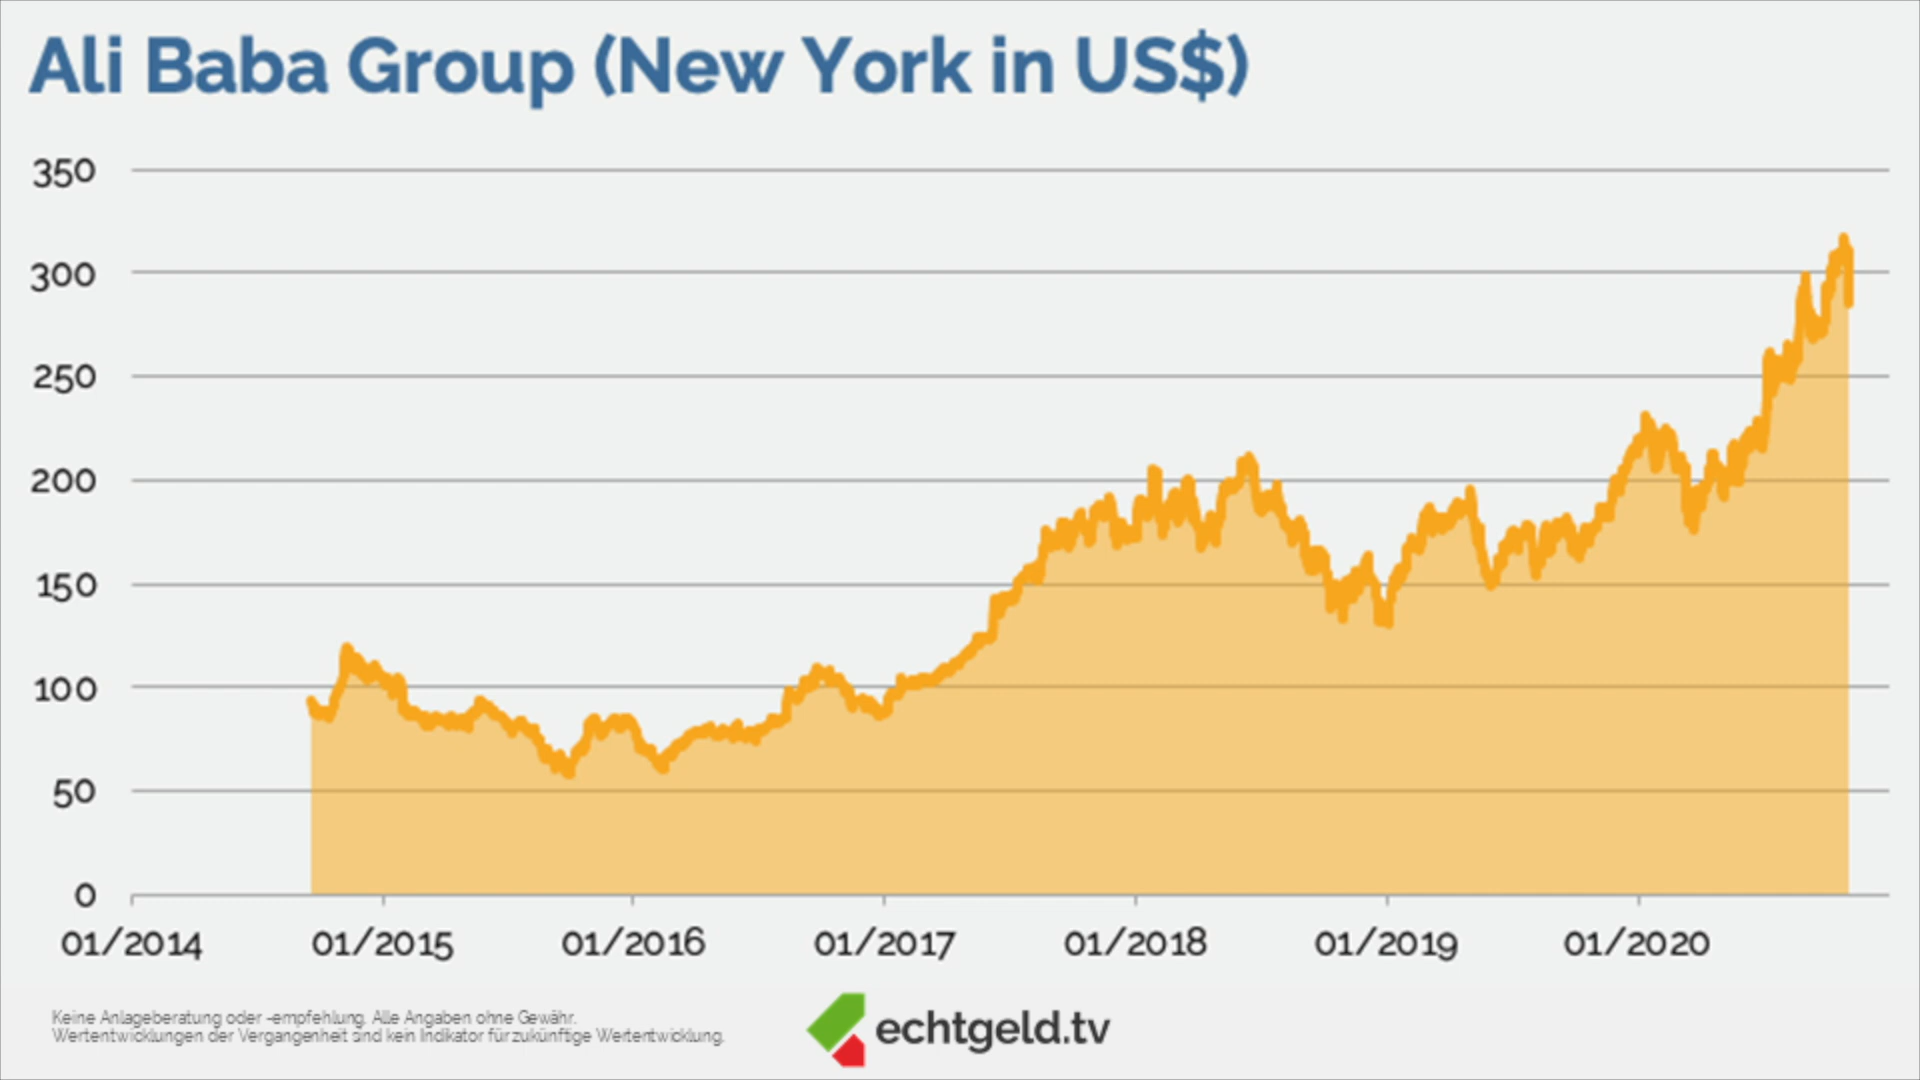 Ali Baba Group (New York in US$)
350
300
250
200
150
100
50
0
01/2014 01/2015 01/2016 01/2017 01/2018 01/2019 01/2020
Keine Anlageberatung oder -empfehlung. Alle Angaben ohne Gewähr.
Wertentwicklungen der Vergangenheit sind kein Indikator für zukünftige Wertentwicklung.
echtgeld.tv